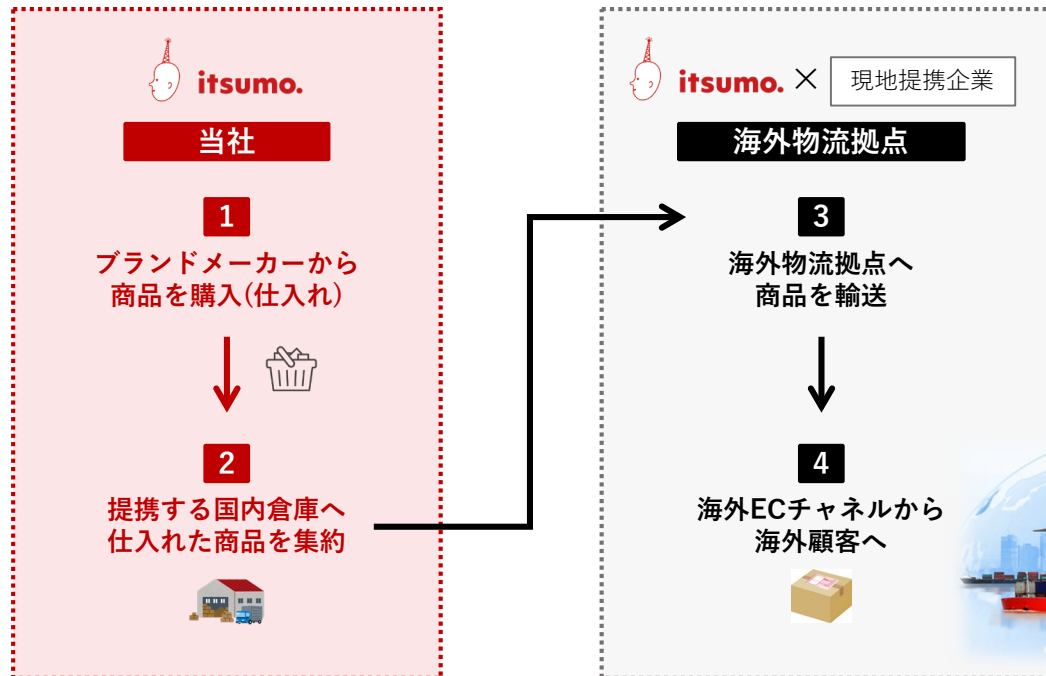 itsumo.
当社
1
ブランドメーカーから
商品を購入(仕入れ)
2
提携する国内倉庫へ
仕入れた商品を集約
itsumo. × 現地提携企業
海外物流拠点
3
海外物流拠点へ
商品を輸送
4
海外ECチャネルから
海外顧客へ